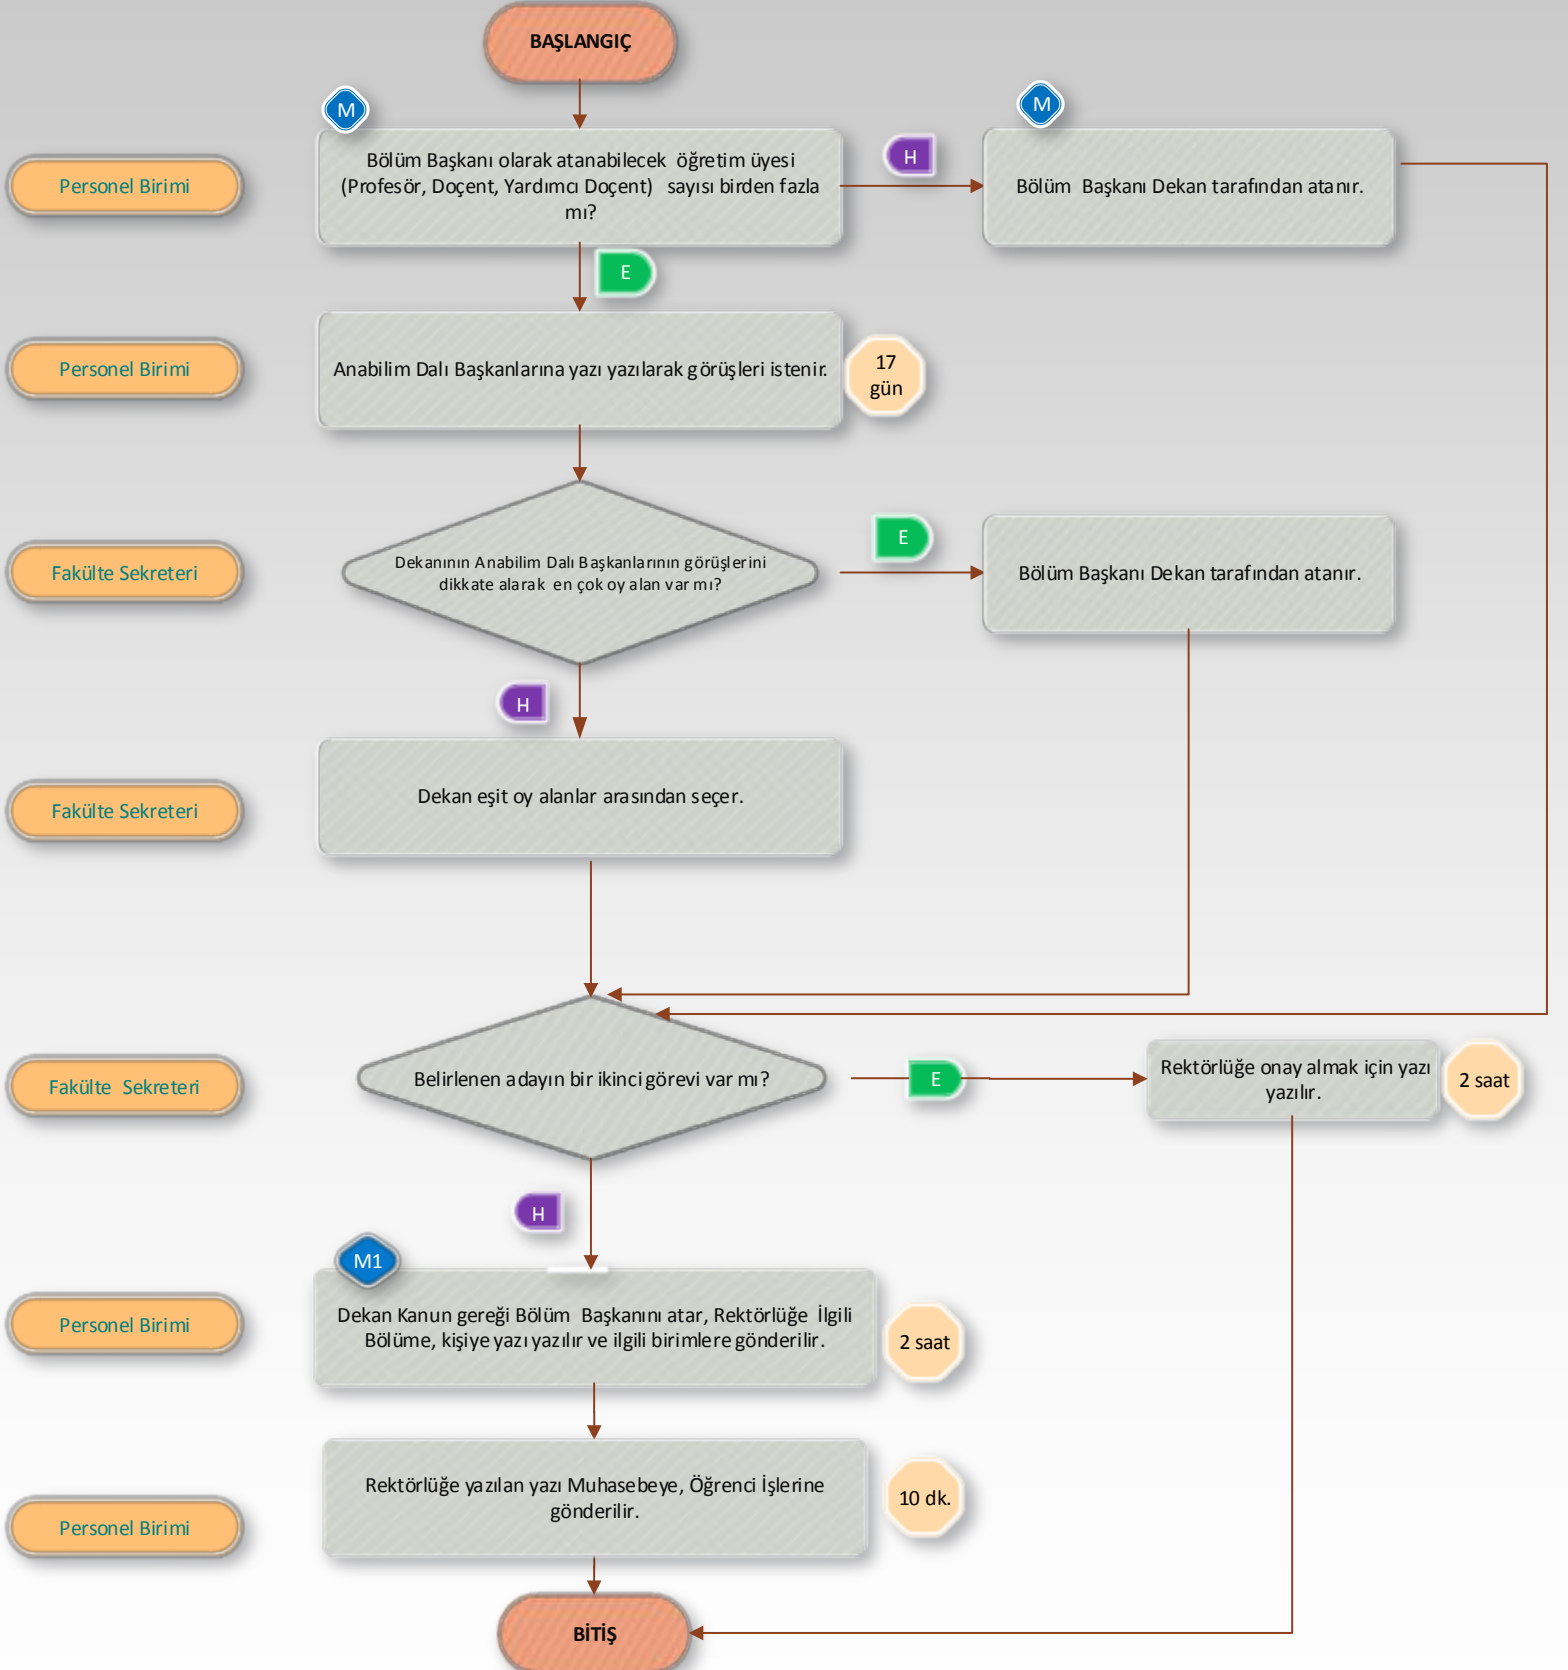 BAŞLANGIÇ
M
M
Personel Birimi
Bölüm Başkanı olarak atanabilecek öğretim üyesi
(Profesör, Doçent, Yardımcı Doçent) sayısı birden fazla
mı?
H
Bölüm Başkanı Dekan tarafından atanır.
E
Personel Birimi
Anabilim Dalı Başkanlarına yazı yazılarak görüşleri istenir.
17
gün
Fakülte Sekreteri
Dekanının Anabilim Dalı Başkanlarının görüşlerini
dikkate alarak en çok oy alan var mı?
E
Bölüm Başkanı Dekan tarafından atanır.
H
Fakülte Sekreteri
Dekan eşit oy alanlar arasından seçer.
Fakülte Sekreteri
Belirlenen adayın bir ikinci görevi var mı?
E
Rektörlüğe onay almak için yazı
yazılır.
2 saat
H
M1
Personel Birimi
Dekan Kanun gereği Bölüm Başkanını atar, Rektörlüğe İlgili
Bölüme, kişiye yazı yazılır ve ilgili birimlere gönderilir.
2 saat
Personel Birimi
Rektörlüğe yazılan yazı Muhasebeye, Öğrenci İşlerine
gönderilir.
10 dk.
BİTİŞ